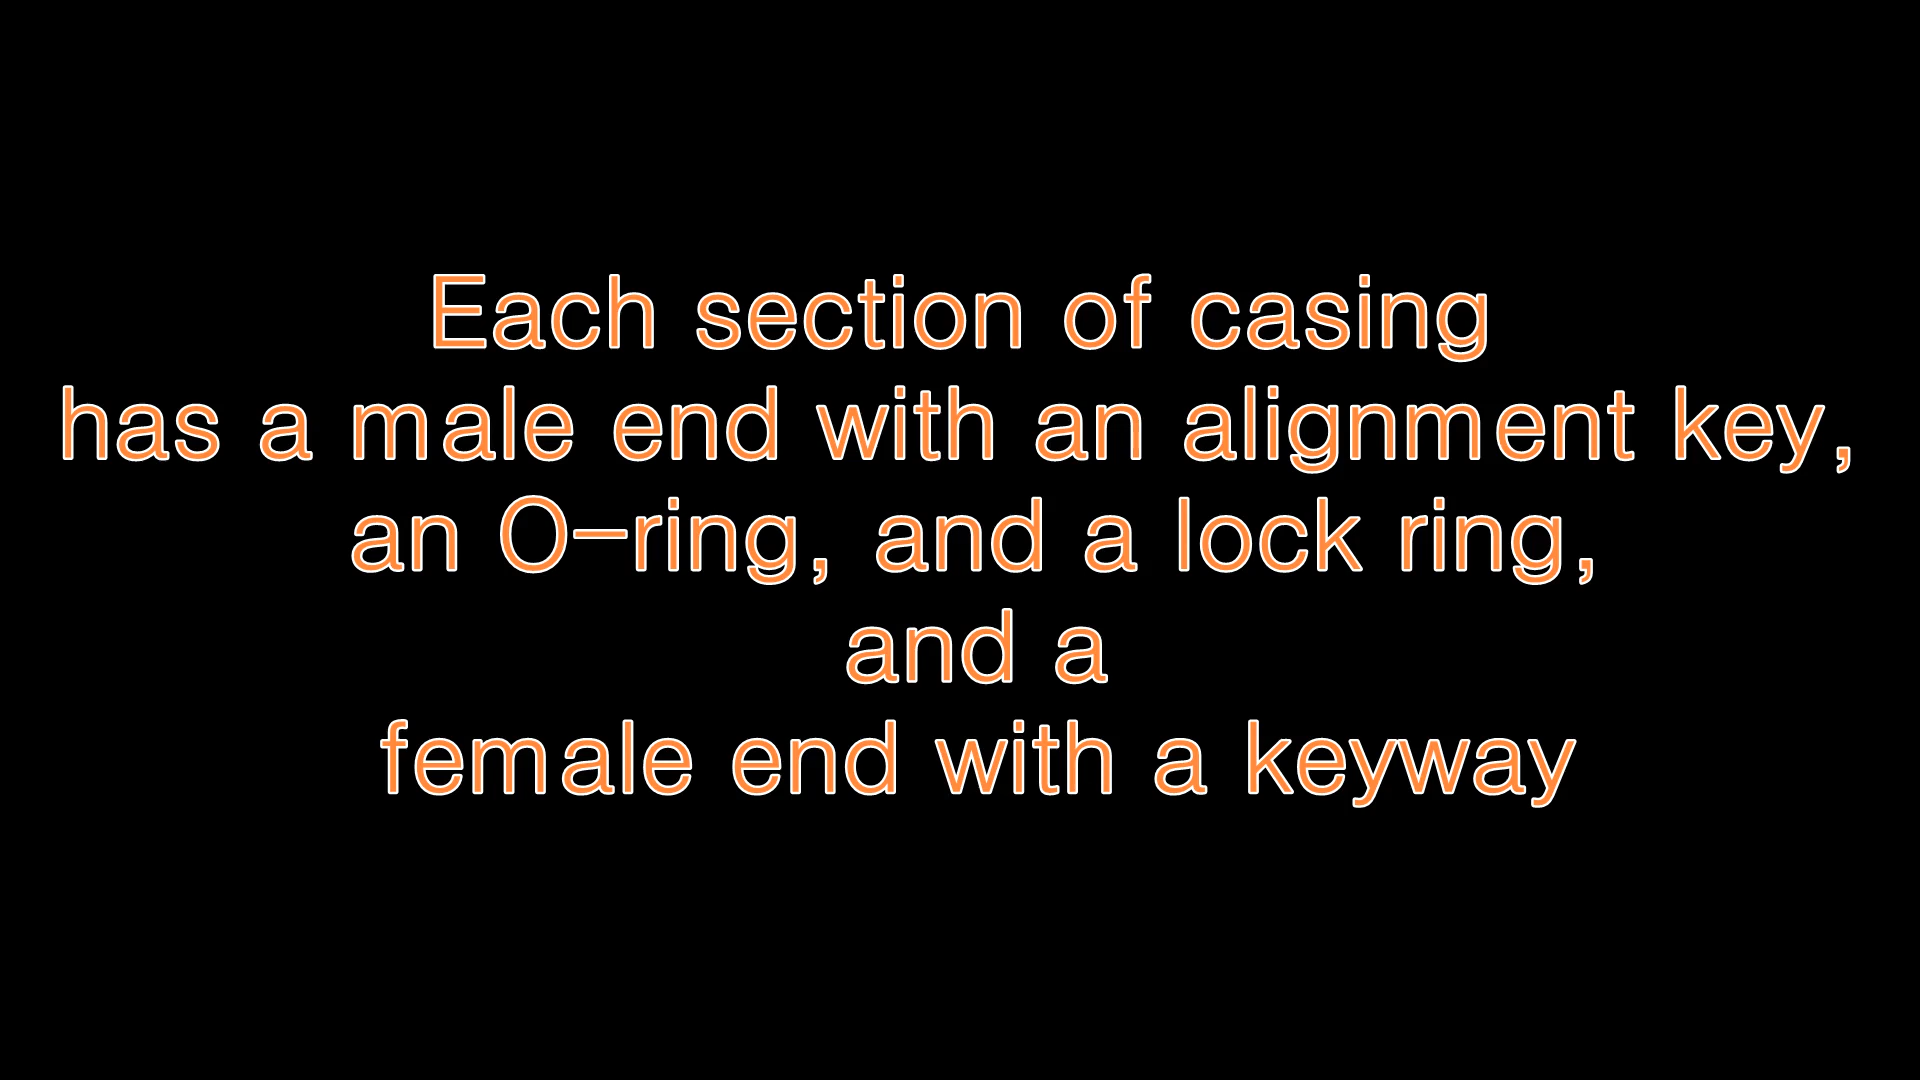 Each section of casing
has a male end with an alignment key,
an O-ring, and a lock ring,
and a
female end with a keyway